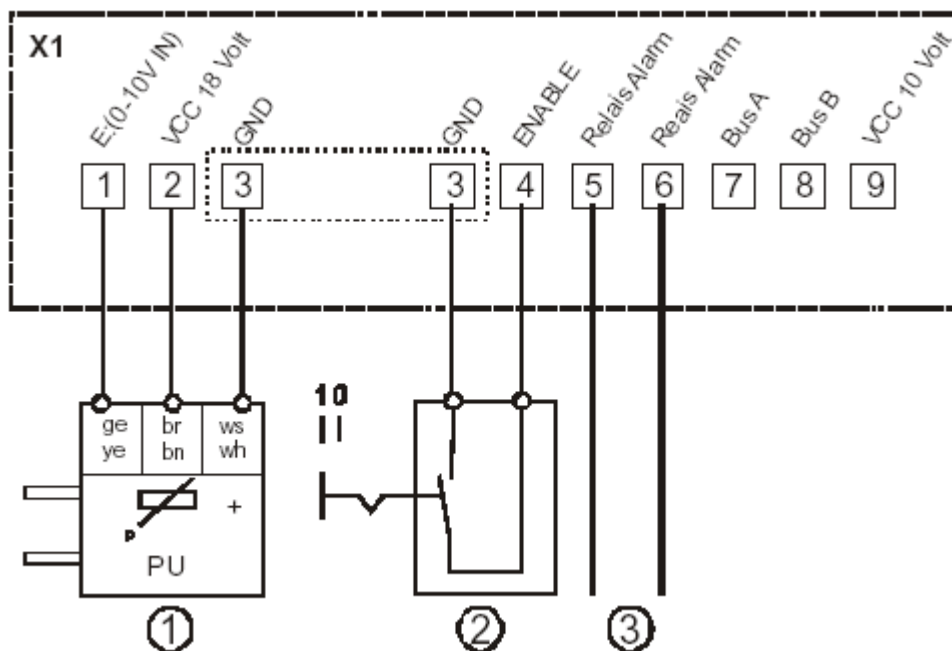 X1
E:(0-10V IN)
VCC 18 Volt
GND
GND
ENABLE
Relais Alarm
Reais Alarm
Bus A
Bus B
VCC 10 Volt
1 2 3 3 4 5 6 7 8 9
1 0
ge br ws
ye bn wh
+
P
PU
1 2 3